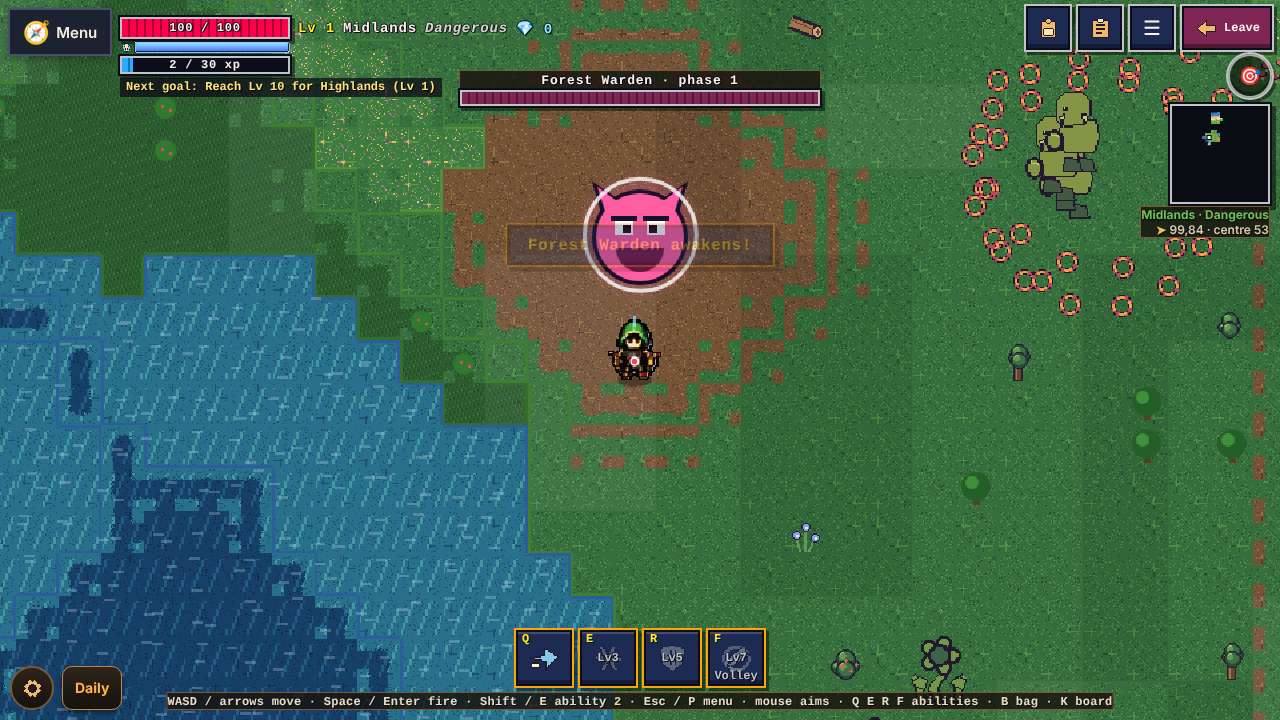 Menu
100 / 100
Lv 1 Midlands Dangerous 💎 0
2 / 30 xp
Next goal: Reach Lv 10 for Highlands (Lv 1)
Leave
Forest Warden · phase 1
Forest Warden awakens!
Midlands · Dangerous
➤ 99,84 · centre 53
Q
E
R
F
Lv3
Lv5
Lv7
Volley
Daily
WASD / arrows move · Space / Enter fire · Shift / E ability 2 · Esc / P menu · mouse aims · Q E R F abilities · B bag · K board